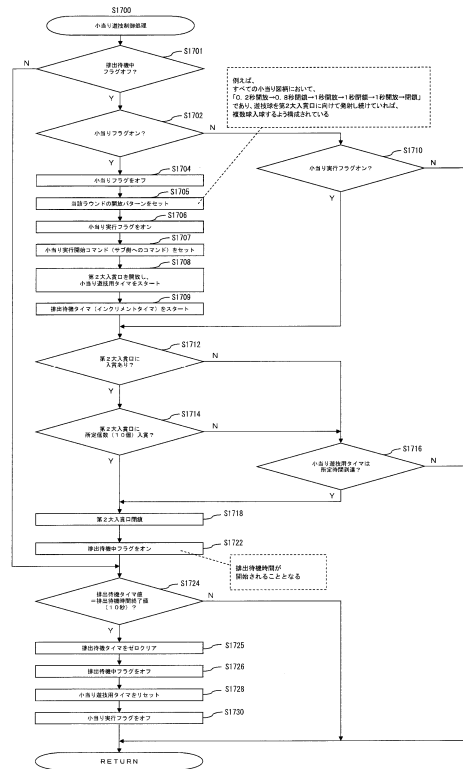 S1700
小当り遊技制御処理
S1701
排出待機中
フラグオフ？
N
Y
例えば、
すべての小当り図柄において、
「0．2秒開放→0．8秒閉鎖→1秒開放→1秒閉鎖→1秒開放→閉鎖」
であり、遊技球を第2大入賞口に向けて発射し続けていれば、
複数球入球するよう構成されている
S1702
小当りフラグオン？
N
Y
S1710
小当り実行フラグオン？
N
Y
S1704
小当りフラグをオフ
S1705
当該ラウンドの開放パターンをセット
S1706
小当り実行フラグをオン
S1707
小当り実行開始コマンド（サブ側へのコマンド）をセット
S1708
第2大入賞口を開放し、
小当り遊技用タイマをスタート
S1709
排出待機タイマ（インクリメントタイマ）をスタート
S1712
第2大入賞口に
入賞あり？
N
Y
S1714
第2大入賞口に
所定個数（10個）入賞？
N
Y
S1716
小当り遊技用タイマは
所定時間到達？
N
Y
S1718
第2大入賞口閉鎖
S1722
排出待機中フラグをオン
排出待機時間が
開始されることとなる
S1724
排出待機タイマ値
＝排出待機時間終了値
（10秒）？
N
Y
S1725
排出待機タイマをゼロクリア
S1726
排出待機中フラグをオフ
S1728
小当り遊技用タイマをリセット
S1730
小当り実行フラグをオフ
RETURN